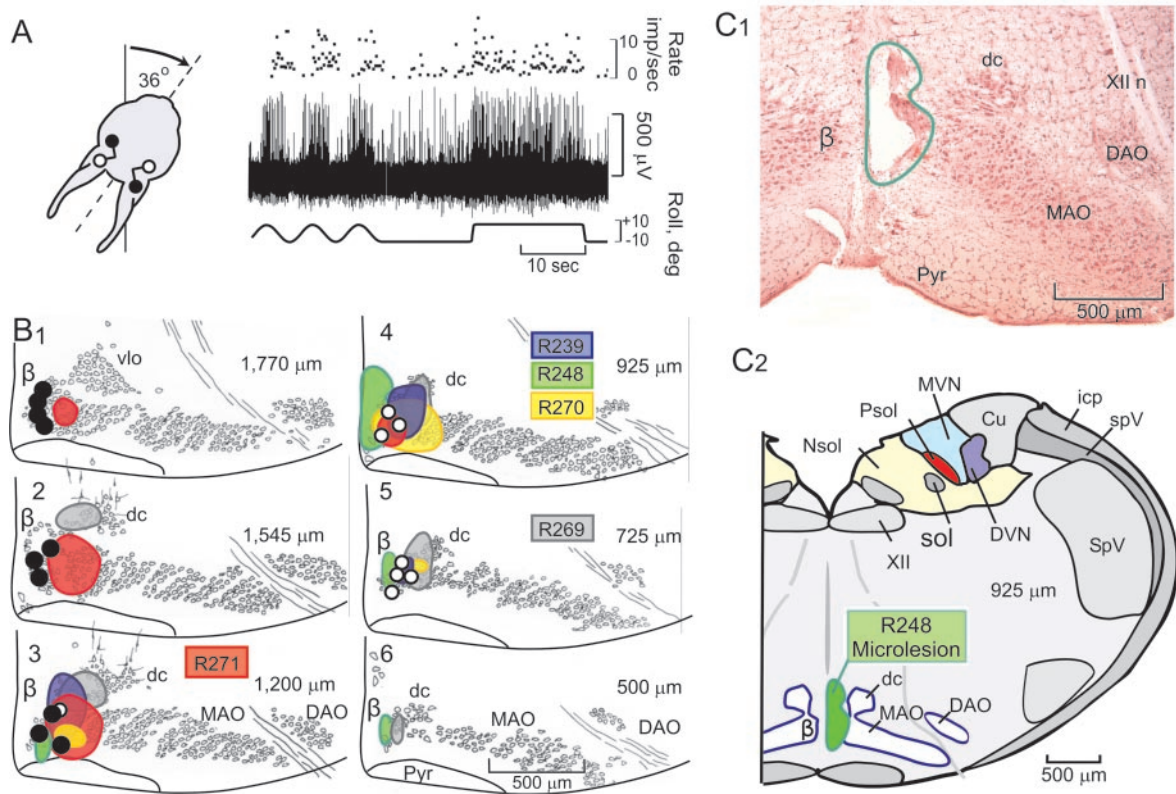 A
36°
Rate
imp/sec
10
0
500 μV
Roll, deg
+10
-10
10 sec
B1
vlo
β
1,770 μm
2
β
dc
1,545 μm
3
R271
β
dc
1,200 μm
MAO
DAO
4
R239
R248
R270
925 μm
dc
5
β
dc
R269
725 μm
6
500 μm
dc
β
MAO
DAO
Pyr
500 μm
C1
dc
XII n
β
DAO
MAO
Pyr
500 μm
C2
MVN
Psol
Cu
icp
spV
Nsol
sol
DVN
XII
SpV
925 μm
R248
Microlesion
dc
MAO
DAO
β
500 μm